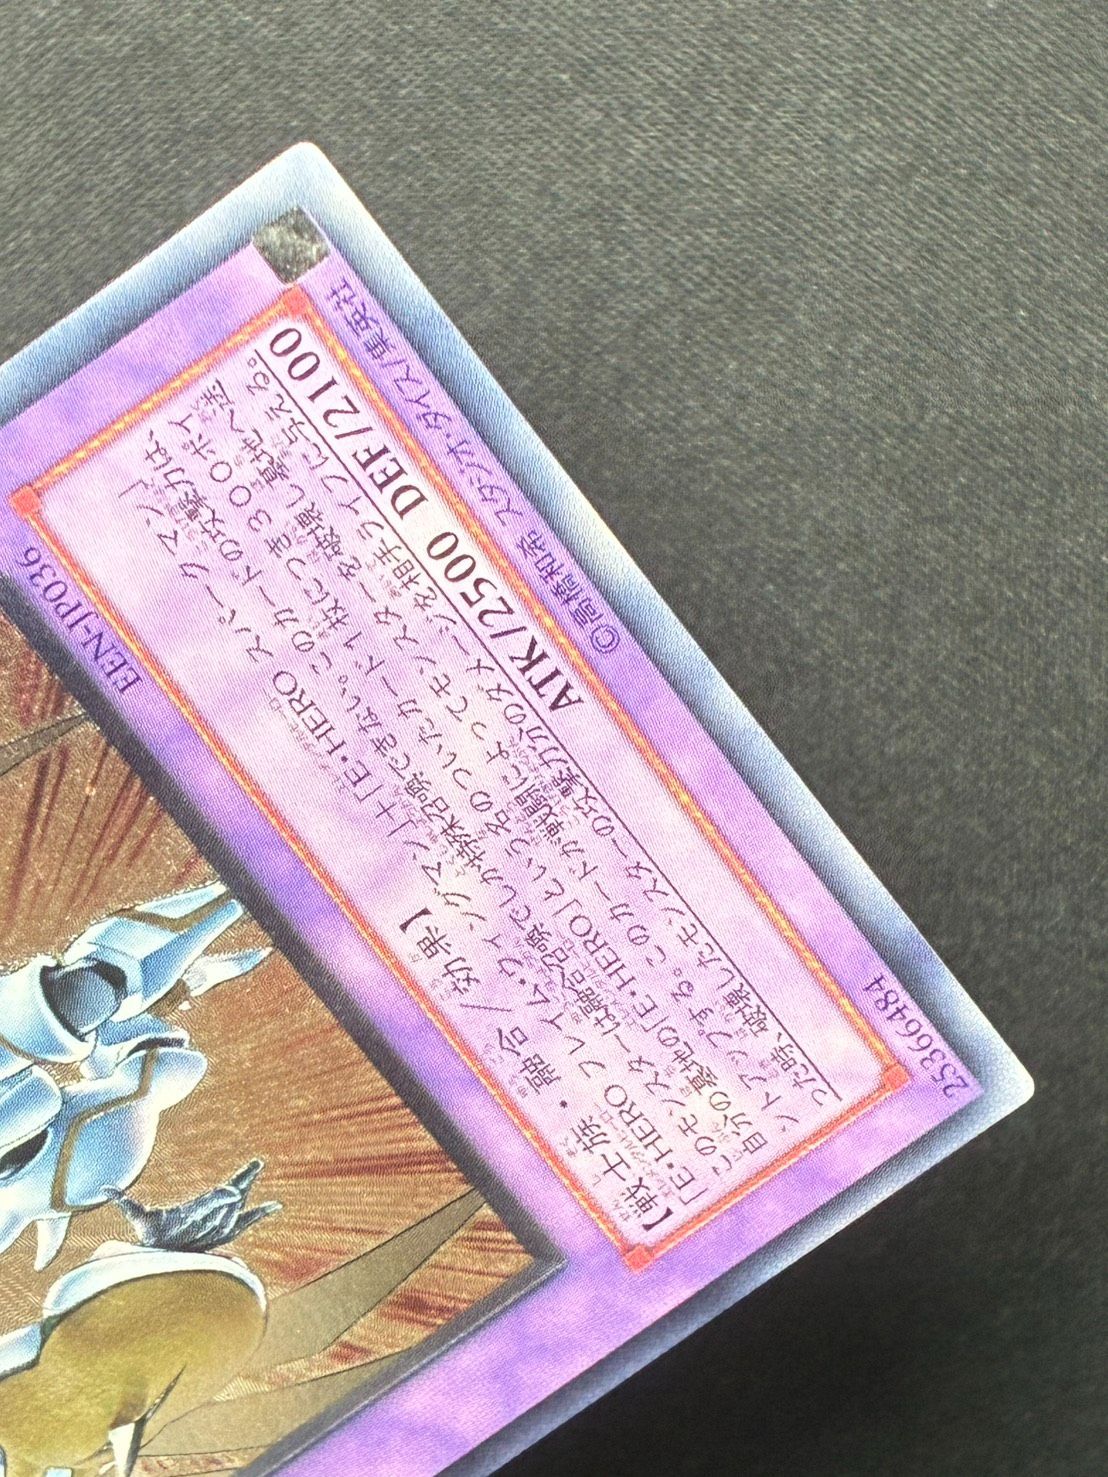 EEN-JP036
【戦士族・融合/効果】
「E・HERO フレイム・ウィングマン」+「E・HERO スパークマン」
このモンスターは融合召喚でしか特殊召喚できない。このカードの攻撃力は、
自分の墓地の「E・HERO」という名のついたカード1枚につき300ポイ
ントアップする。このカードが戦闘によってモンスターを破壊し墓地へ送
った時、破壊したモンスターの攻撃力分のダメージを相手ライフに与える。
ATK/2500 DEF/2100
25366484
©高橋和希 スタジオ・ダイス/集英社